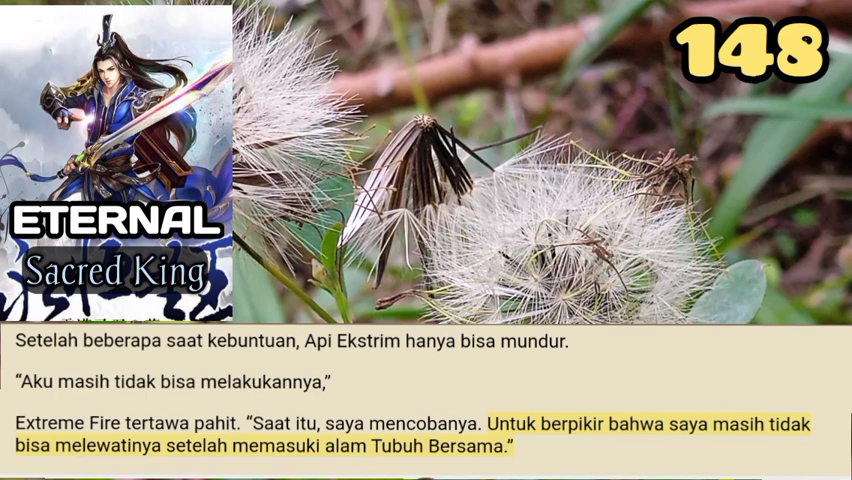 148
ETERNAL
Sacred King
Setelah beberapa saat kebuntuan, Api Ekstrim hanya bisa mundur.
“Aku masih tidak bisa melakukannya,”
Extreme Fire tertawa pahit. “Saat itu, saya mencobanya. Untuk berpikir bahwa saya masih tidak
bisa melewatinya setelah memasuki alam Tubuh Bersama.”